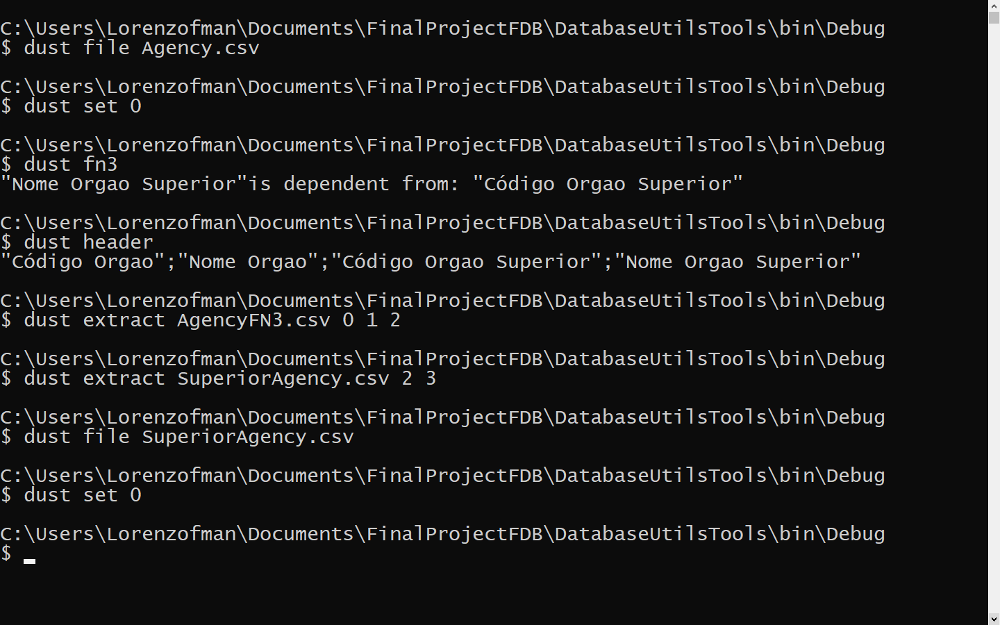 C:\Users\Lorenzofman\Documents\FinalProjectFDB\DatabaseUtilsTools\bin\Debug
$ dust file Agency.csv
C:\Users\Lorenzofman\Documents\FinalProjectFDB\DatabaseUtilsTools\bin\Debug
$ dust set 0
C:\Users\Lorenzofman\Documents\FinalProjectFDB\DatabaseUtilsTools\bin\Debug
$ dust fn3
"Nome Orgao Superior"is dependent from: "Código Orgao Superior"
C:\Users\Lorenzofman\Documents\FinalProjectFDB\DatabaseUtilsTools\bin\Debug
$ dust header
"Código Orgao";"Nome Orgao";"Código Orgao Superior";"Nome Orgao Superior"
C:\Users\Lorenzofman\Documents\FinalProjectFDB\DatabaseUtilsTools\bin\Debug
$ dust extract AgencyFN3.csv 0 1 2
C:\Users\Lorenzofman\Documents\FinalProjectFDB\DatabaseUtilsTools\bin\Debug
$ dust extract SuperiorAgency.csv 2 3
C:\Users\Lorenzofman\Documents\FinalProjectFDB\DatabaseUtilsTools\bin\Debug
$ dust file SuperiorAgency.csv
C:\Users\Lorenzofman\Documents\FinalProjectFDB\DatabaseUtilsTools\bin\Debug
$ dust set 0
C:\Users\Lorenzofman\Documents\FinalProjectFDB\DatabaseUtilsTools\bin\Debug
$